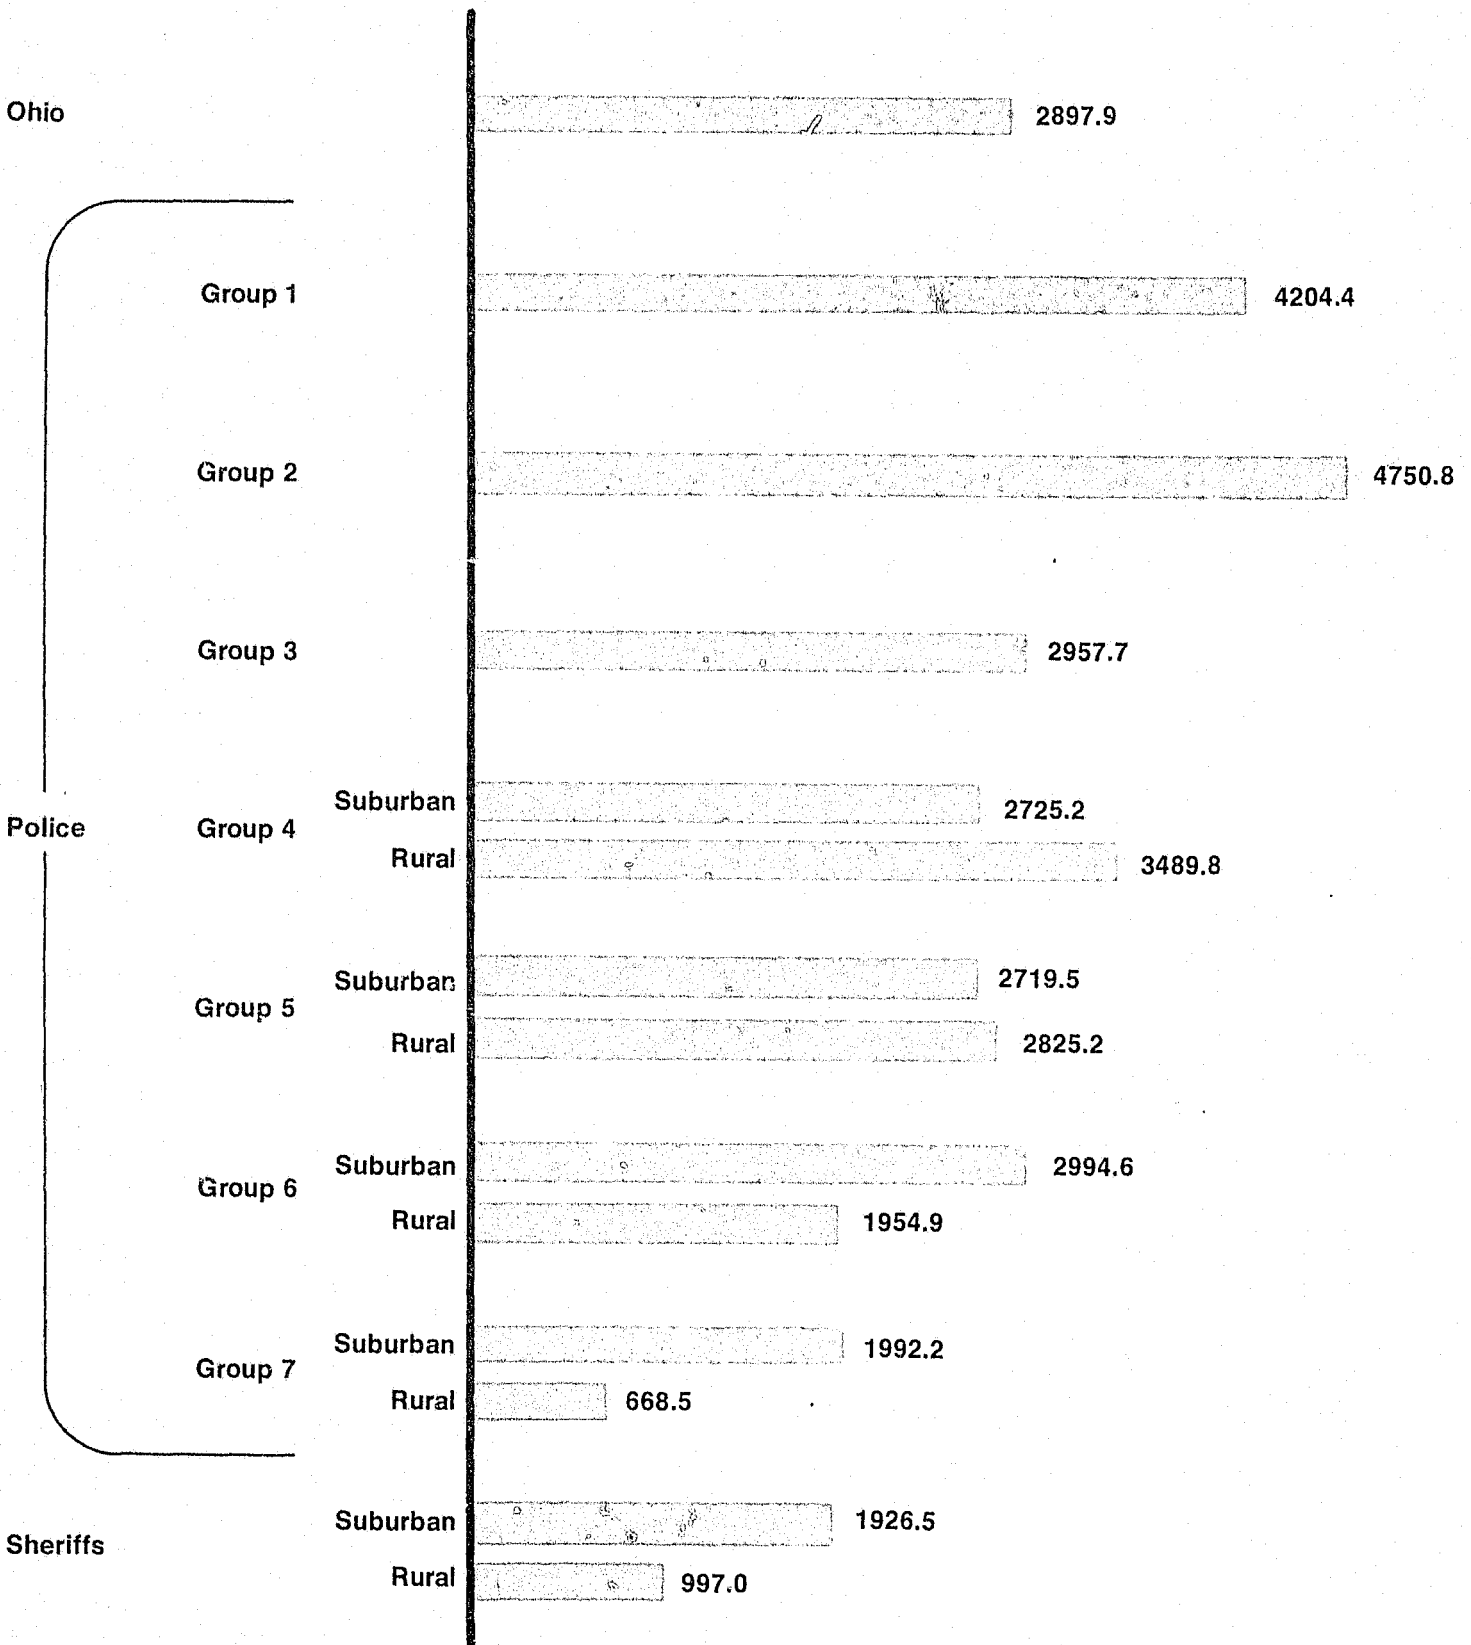 Ohio 2897.9
Group 1 4204.4
Group 2 4750.8
Group 3 2957.7
Suburban 2725.2
Police Group 4
Rural 3489.8
Suburban 2719.5
Group 5
Rural 2825.2
Suburban 2994.6
Group 6
Rural 1954.9
Suburban 1992.2
Group 7
Rural 668.5
Suburban 1926.5
Sheriffs
Rural 997.0